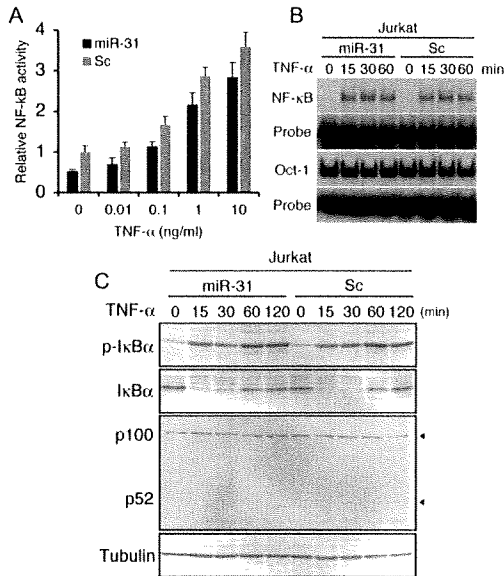 A
Relative NF-kB activity
4
3
2
1
0
miR-31
Sc
0 0.01 0.1 1 10
TNF-α (ng/ml)
B
Jurkat
miR-31 Sc
TNF-α 0 15 30 60 0 15 30 60 min
NF-κB
Probe
Oct-1
Probe
C
Jurkat
miR-31 Sc
TNF-α 0 15 30 60 120 0 15 30 60 120 (min)
p-IκBα
IκBα
p100
p52
Tubulin